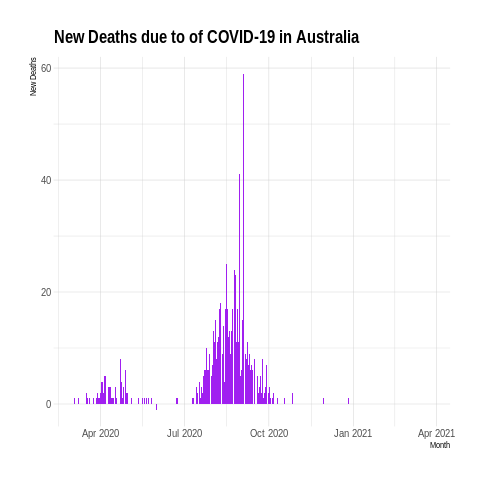 New Deaths due to of COVID-19 in Australia
New Deaths
60
40
20
0
Apr 2020 Jul 2020 Oct 2020 Jan 2021 Apr 2021
Month